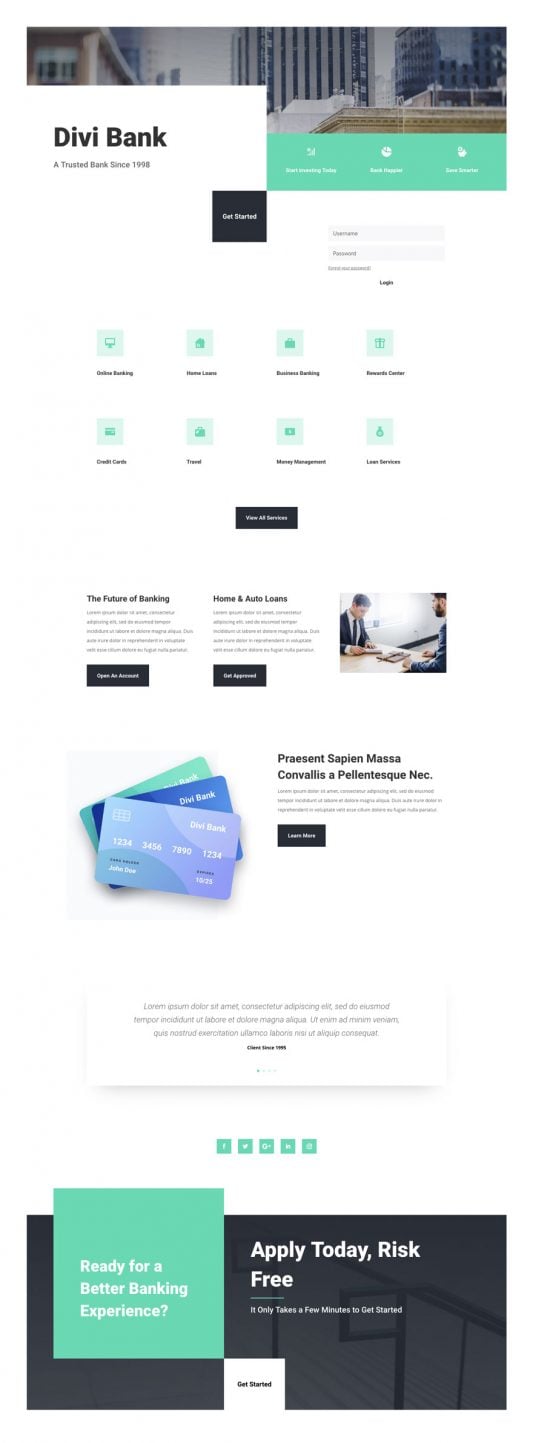 Divi Bank
A Trusted Bank Since 1998
Start Investing Today
Bank Happier
Save Smarter
Get Started
Username
Password
Forgot your password?
Login
Online Banking
Home Loans
Business Banking
Rewards Center
Credit Cards
Travel
Money Management
Loan Services
View All Services
The Future of Banking
Lorem ipsum dolor sit amet, consectetur
adipiscing elit, sed do eiusmod tempor
incididunt ut labore et dolore magna aliqua. Duis
aute irure dolor in reprehenderit in voluptate
velit esse cillum dolore eu fugiat nulla pariatur.
Open An Account
Home & Auto Loans
Lorem ipsum dolor sit amet, consectetur
adipiscing elit, sed do eiusmod tempor
incididunt ut labore et dolore magna aliqua. Duis
aute irure dolor in reprehenderit in voluptate
velit esse cillum dolore eu fugiat nulla pariatur.
Get Approved
Divi Bank
Divi Bank
1234 3456 7890 1234
CARD HOLDER
John Doe
EXPIRES
10/25
Praesent Sapien Massa
Convallis a Pellentesque Nec.
Lorem ipsum dolor sit amet, consectetur adipiscing elit, sed do eiusmod
tempor incididunt ut labore et dolore magna aliqua.
Duis aute irure dolor in reprehenderit in voluptate velit
Learn More
Lorem ipsum dolor sit amet, consectetur adipiscing elit, sed do eiusmod
tempor incididunt ut labore et dolore magna aliqua. Ut enim ad minim veniam,
quis nostrud exercitation ullamco laboris nisi ut aliquip consequat.
Client Since 1995
f
G+
in
Ready for a
Better Banking
Experience?
Apply Today, Risk
Free
It Only Takes a Few Minutes to Get Started
Get Started